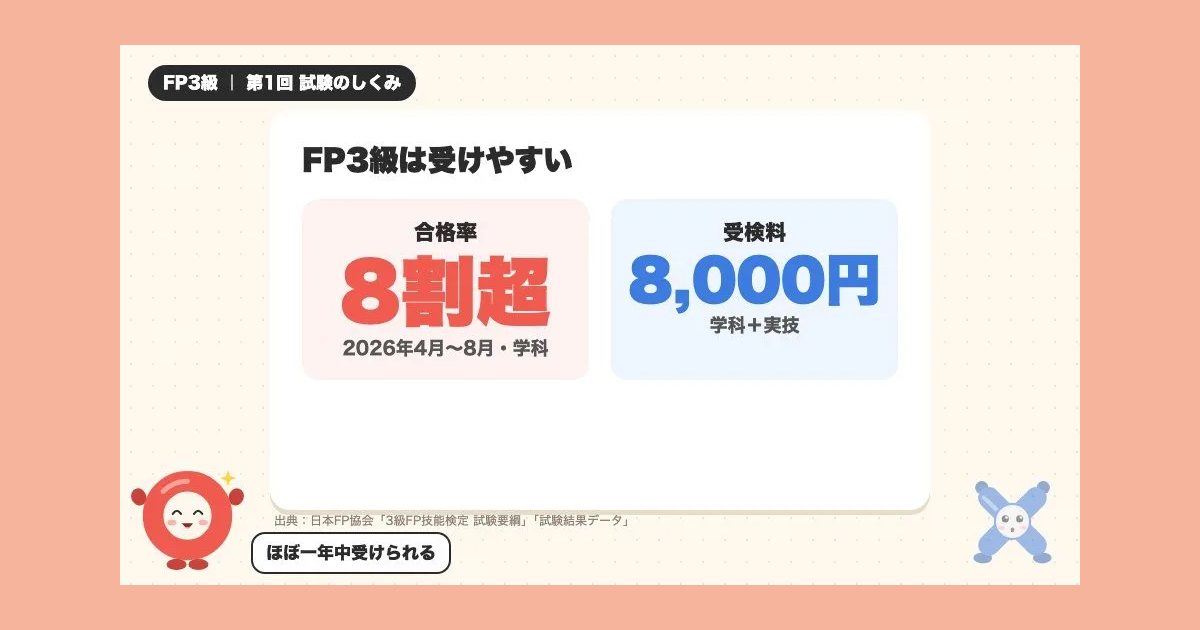 FP3級 | 第1回 試験のしくみ
FP3級は受けやすい
合格率
8割超
2026年4月〜8月・学科
受検料
8,000円
学科＋実技
出典：日本FP協会「3級FP技能検定 試験要綱」「試験結果データ」
ほぼ一年中受けられる